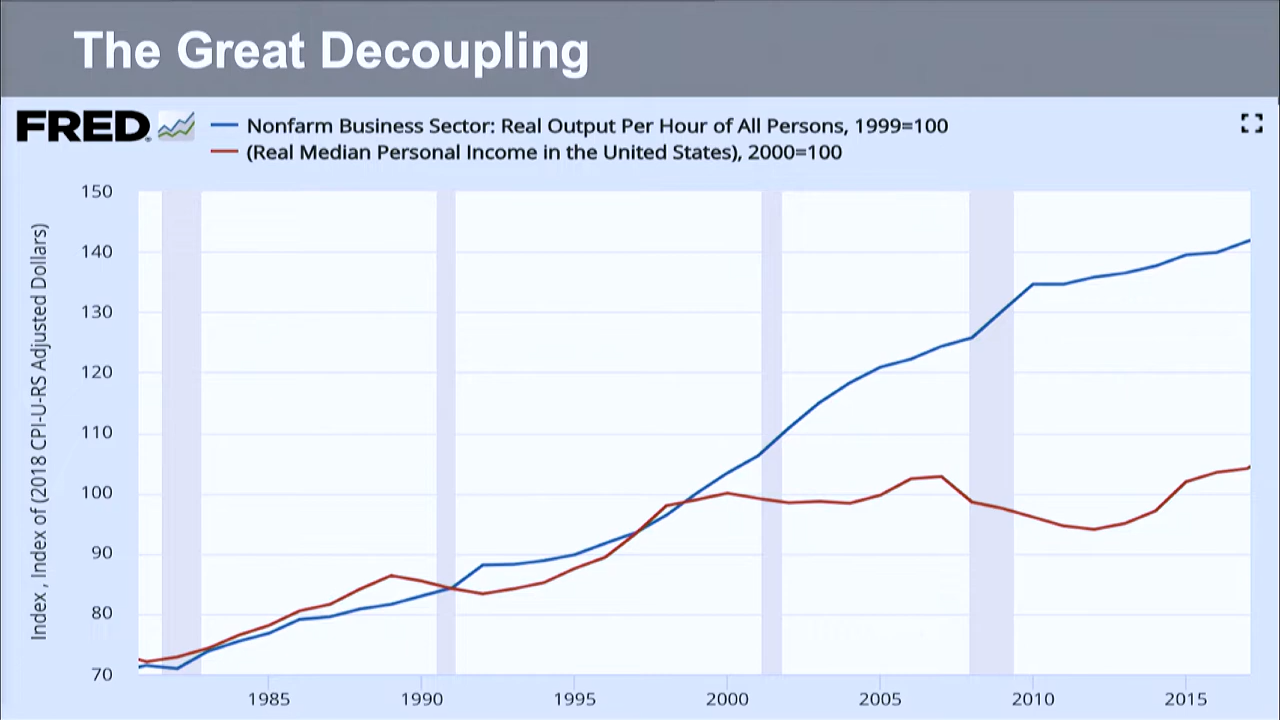 The Great Decoupling
FRED
Nonfarm Business Sector: Real Output Per Hour of All Persons, 1999=100
(Real Median Personal Income in the United States), 2000=100
Index , Index of (2018 CPI-U-RS Adjusted Dollars)
150
140
130
120
110
100
90
80
70
1985 1990 1995 2000 2005 2010 2015